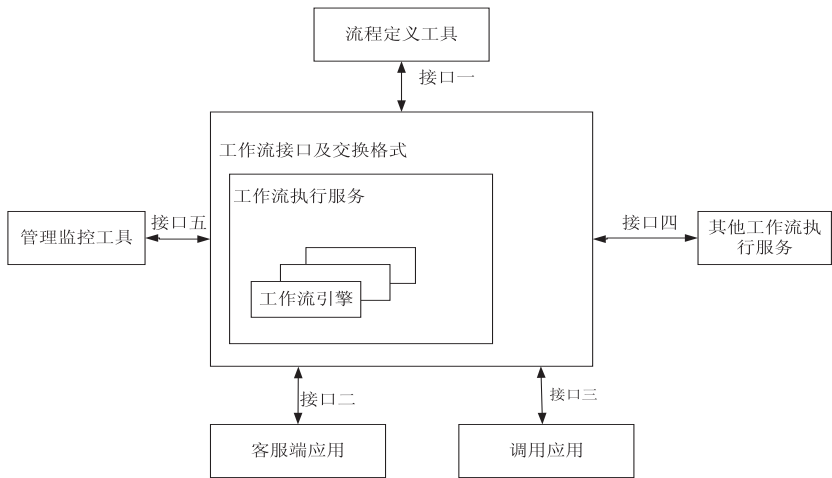 流程定义工具
接口一
工作流接口及交换格式
工作流执行服务
接口五
管理监控工具
接口四
其他工作流执
行服务
工作流引擎
接口二
接口三
客服端应用
调用应用